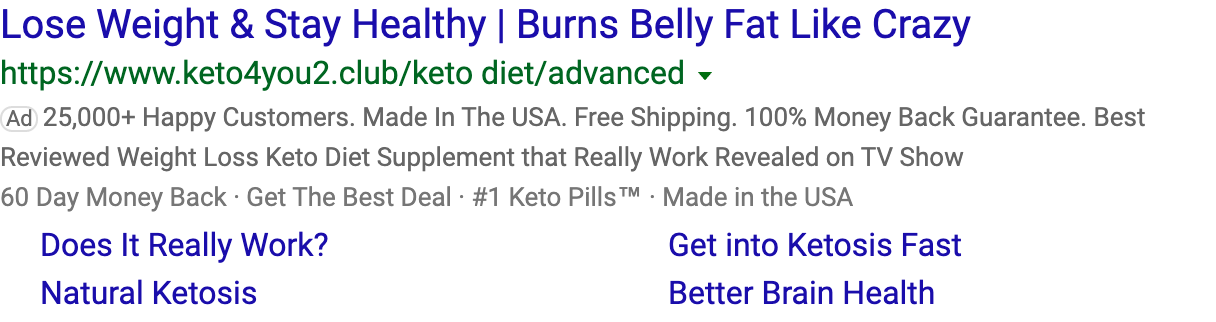 Lose Weight & Stay Healthy | Burns Belly Fat Like Crazy
https://www.keto4you2.club/keto diet/advanced
Ad 25,000+ Happy Customers. Made In The USA. Free Shipping. 100% Money Back Guarantee. Best
Reviewed Weight Loss Keto Diet Supplement that Really Work Revealed on TV Show
60 Day Money Back · Get The Best Deal · #1 Keto Pills™ · Made in the USA
Does It Really Work? Get into Ketosis Fast
Natural Ketosis Better Brain Health